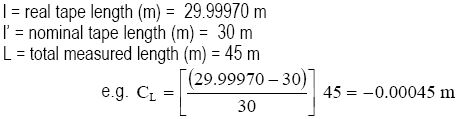 l = real tape length (m) = 29.99970 m
l’ = nominal tape length (m) = 30 m
L = total measured length (m) = 45 m
e.g. C_L = [(29.99970 – 30) / 30] 45 = –0.00045 m